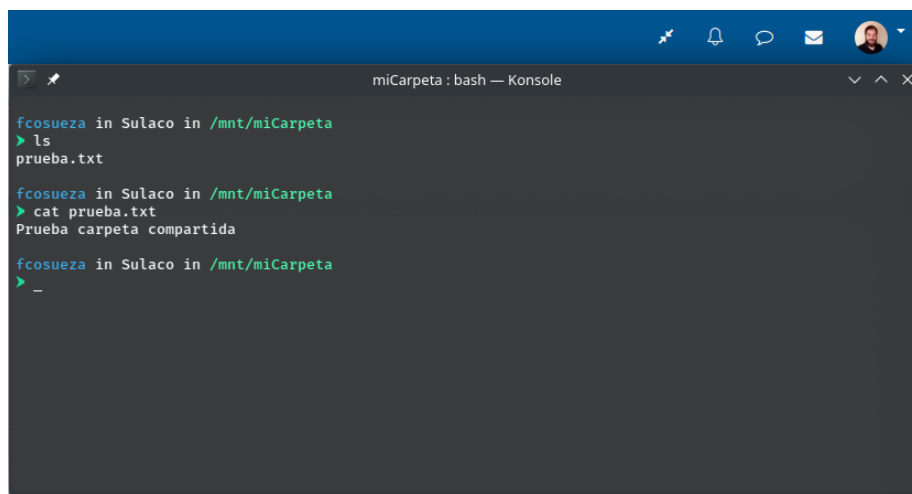 miCarpeta : bash — Konsole
fcosueza in Sulaco in /mnt/miCarpeta
➤ ls
prueba.txt
fcosueza in Sulaco in /mnt/miCarpeta
➤ cat prueba.txt
Prueba carpeta compartida
fcosueza in Sulaco in /mnt/miCarpeta
➤ _